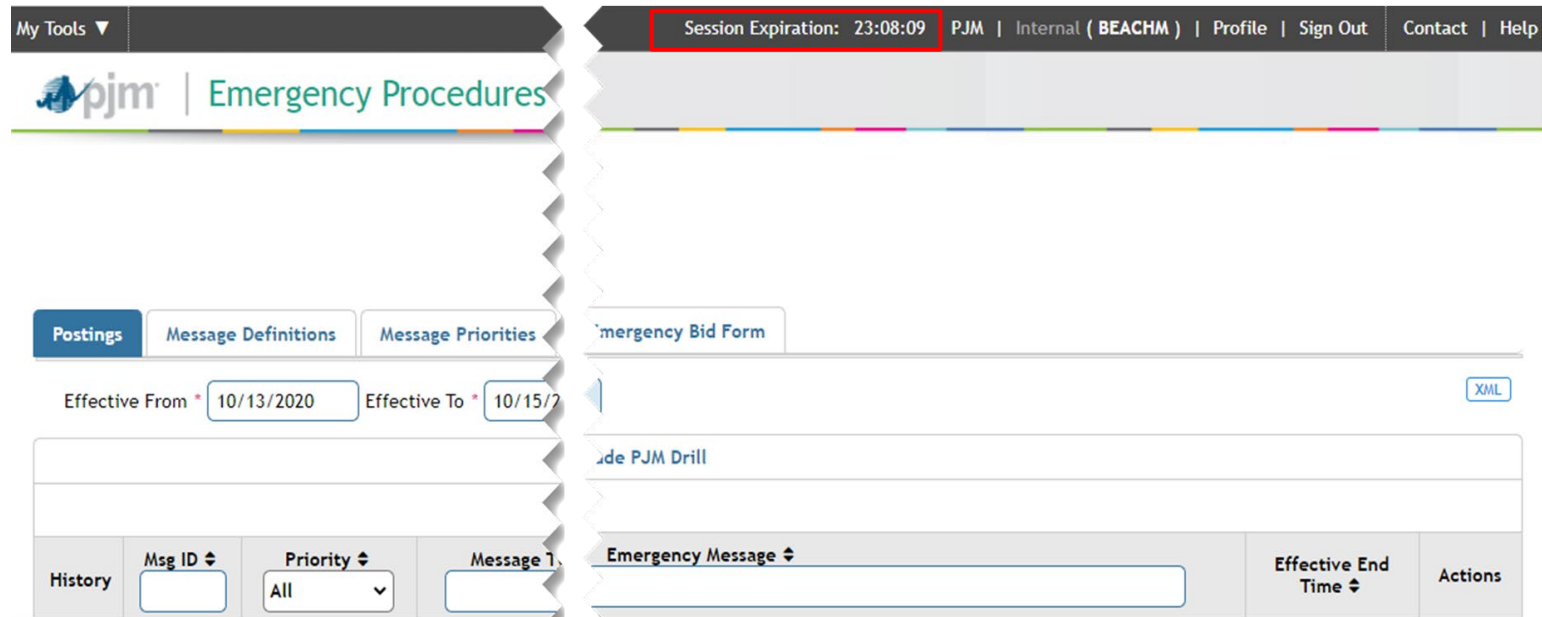 My Tools ▼ Session Expiration: 23:08:09 PJM | Internal ( BEACHM ) | Profile | Sign Out Contact | Help
pjm | Emergency Procedures
Postings Message Definitions Message Priorities mergency Bid Form
Effective From * 10/13/2020 Effective To * 10/15/2 XML
de PJM Drill
History Msg ID Priority Message Emergency Message Effective End Time Actions
All